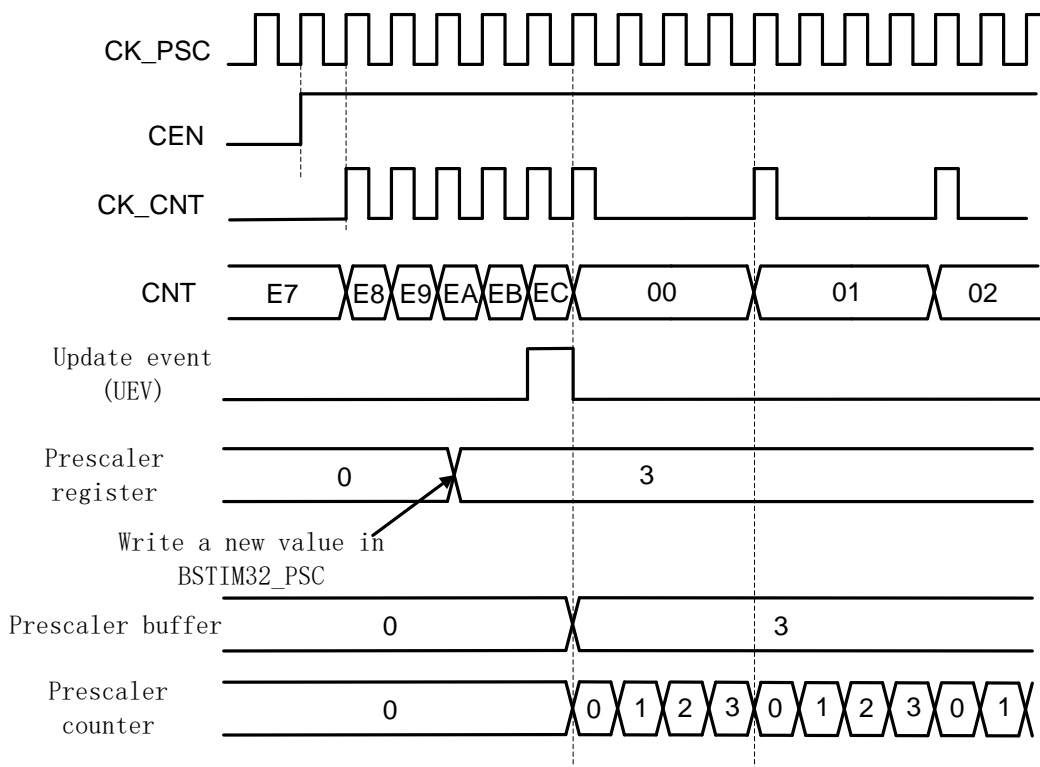 CK_PSC
CEN
CK_CNT
CNT E7 E8 E9 EA EB EC 00 01 02
Update event
(UEV)
Prescaler
register
0 3
Write a new value in
BSTIM32_PSC
Prescaler buffer 0 3
Prescaler
counter
0 0 1 2 3 0 1 2 3 0 1